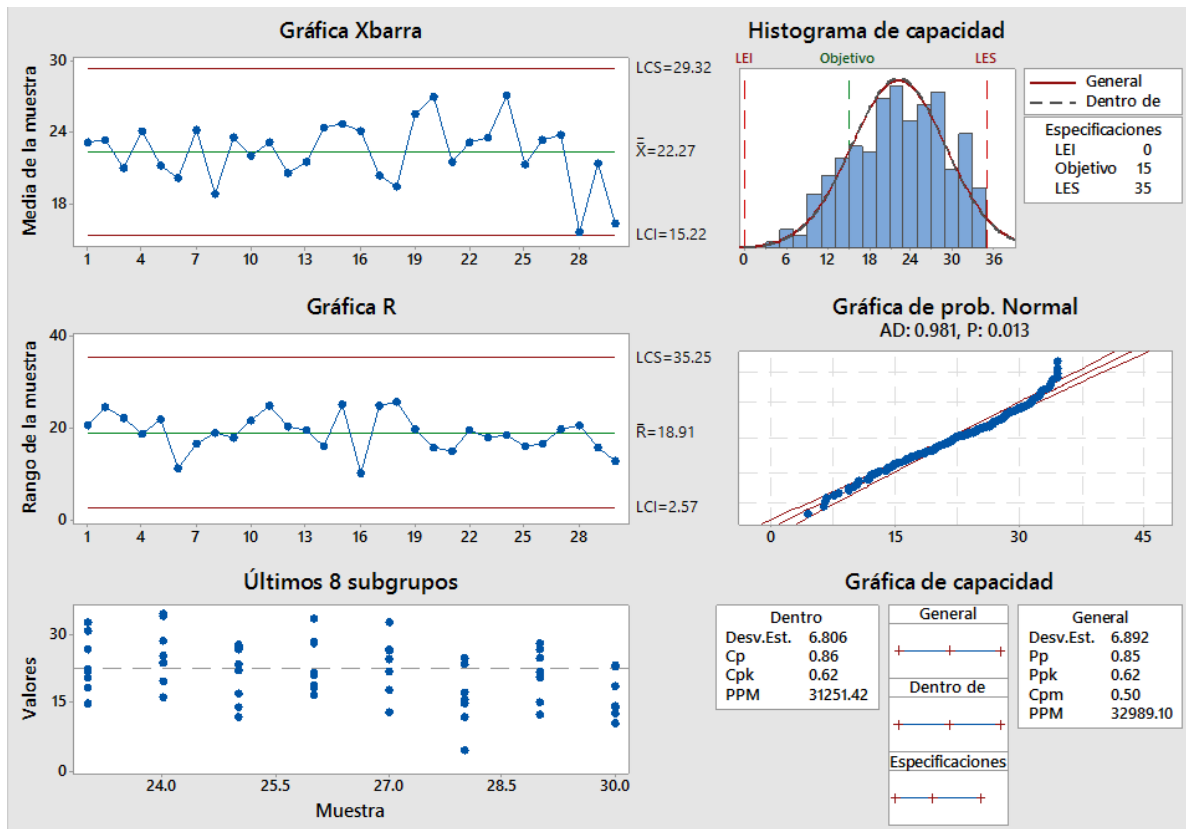 Gráfica Xbarra
Media de la muestra
30
24
18
1 4 7 10 13 16 19 22 25 28
LCS=29.32
X=22.27
LCI=15.22
Histograma de capacidad
LEI Objetivo LES
0 6 12 18 24 30 36
General
Dentro de
Especificaciones
LEI 0
Objetivo 15
LES 35
Gráfica R
Rango de la muestra
40
20
0
1 4 7 10 13 16 19 22 25 28
LCS=35.25
R=18.91
LCI=2.57
Gráfica de prob. Normal
AD: 0.981, P: 0.013
0 15 30 45
Últimos 8 subgrupos
Valores
30
15
0
24.0 25.5 27.0 28.5 30.0
Muestra
Gráfica de capacidad
Dentro
Desv.Est. 6.806
Cp 0.86
Cpk 0.62
PPM 31251.42
General
Dentro de
Especificaciones
General
Desv.Est. 6.892
Pp 0.85
Ppk 0.62
Cpm 0.50
PPM 32989.10